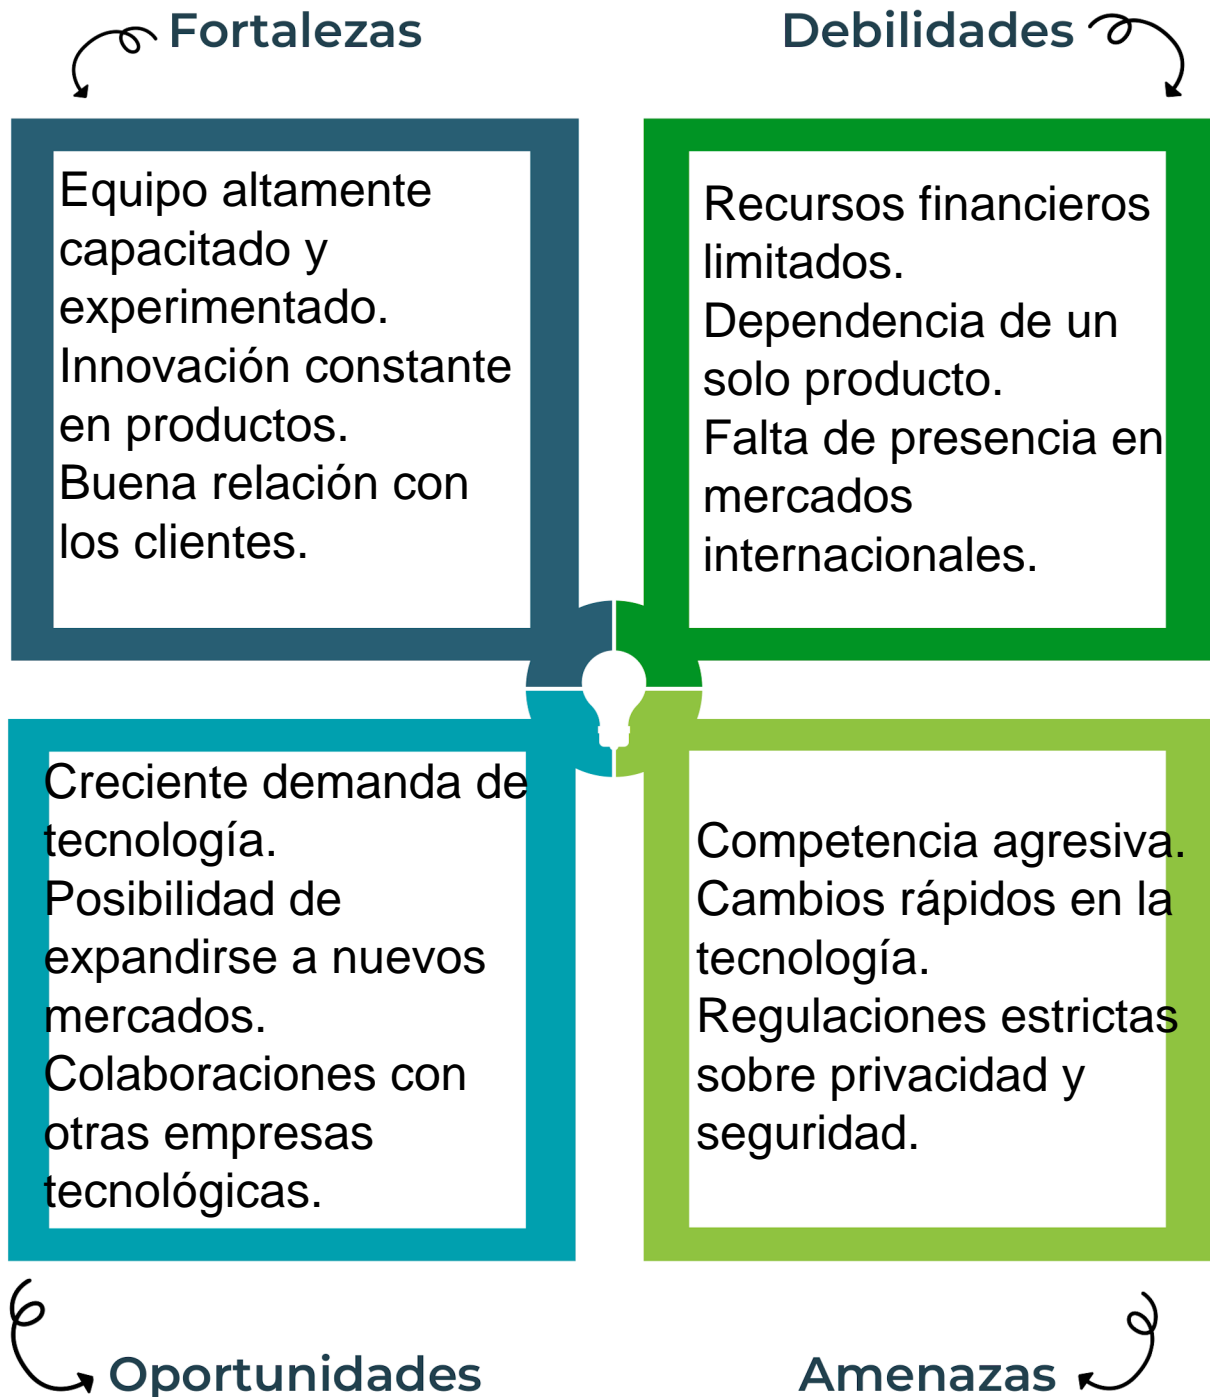 Fortalezas
Equipo altamente
capacitado y
experimentado.
Innovación constante
en productos.
Buena relación con
los clientes.
Debilidades
Recursos financieros
limitados.
Dependencia de un
solo producto.
Falta de presencia en
mercados
internacionales.
Creciente demanda de
tecnología.
Posibilidad de
expandirse a nuevos
mercados.
Colaboraciones con
otras empresas
tecnológicas.
Oportunidades
Competencia agresiva.
Cambios rápidos en la
tecnología.
Regulaciones estrictas
sobre privacidad y
seguridad.
Amenazas